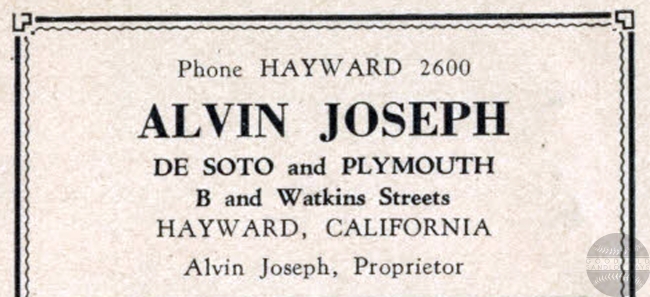 Phone HAYWARD 2600
ALVIN JOSEPH
DE SOTO and PLYMOUTH
B and Watkins Streets
HAYWARD, CALIFORNIA
Alvin Joseph, Proprietor